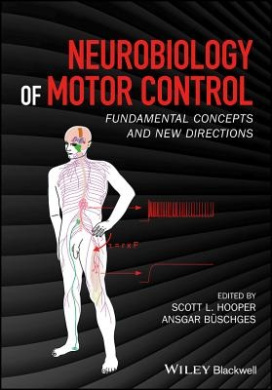 NEUROBIOLOGY
OF MOTOR CONTROL
FUNDAMENTAL CONCEPTS
AND NEW DIRECTIONS
EDITED BY
SCOTT L. HOOPER
ANSGAR BÜSCHGES
WILEY Blackwell